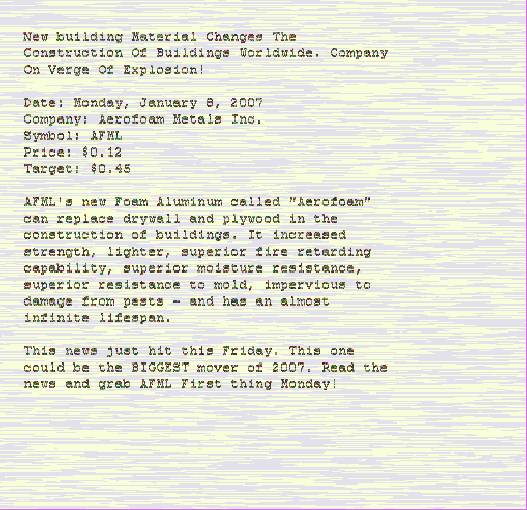 New building Material Changes The
Construction Of Buildings Worldwide. Company
On Verge Of Explosion!
Date: Monday, January 8, 2007
Company: Aerofoam Metals Inc.
Symbol: AFML
Price: $0.12
Target: $0.45
AFML's new Foam Aluminum called "Aerofoam"
can replace drywall and plywood in the
construction of buildings. It increased
strength, lighter, superior fire retarding
capability, superior moisture resistance,
superior resistance to mold, impervious to
damage from pests - and has an almost
infinite lifespan.
This news just hit this Friday. This one
could be the BIGGEST mover of 2007. Read the
news and grab AFML First thing Monday!